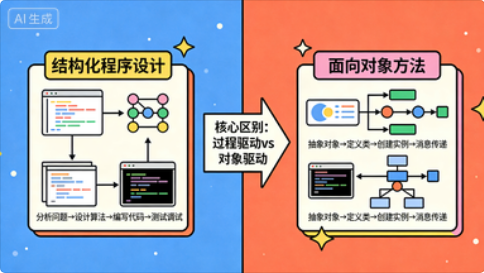 AI生成
结构化程序设计
分析问题→设计算法→编写代码→测试调试
核心区别：
过程驱动vs
对象驱动
面向对象方法
抽象对象→定义类→创建实例→消息传递
抽象对象→定义类→创建实例→消息传递